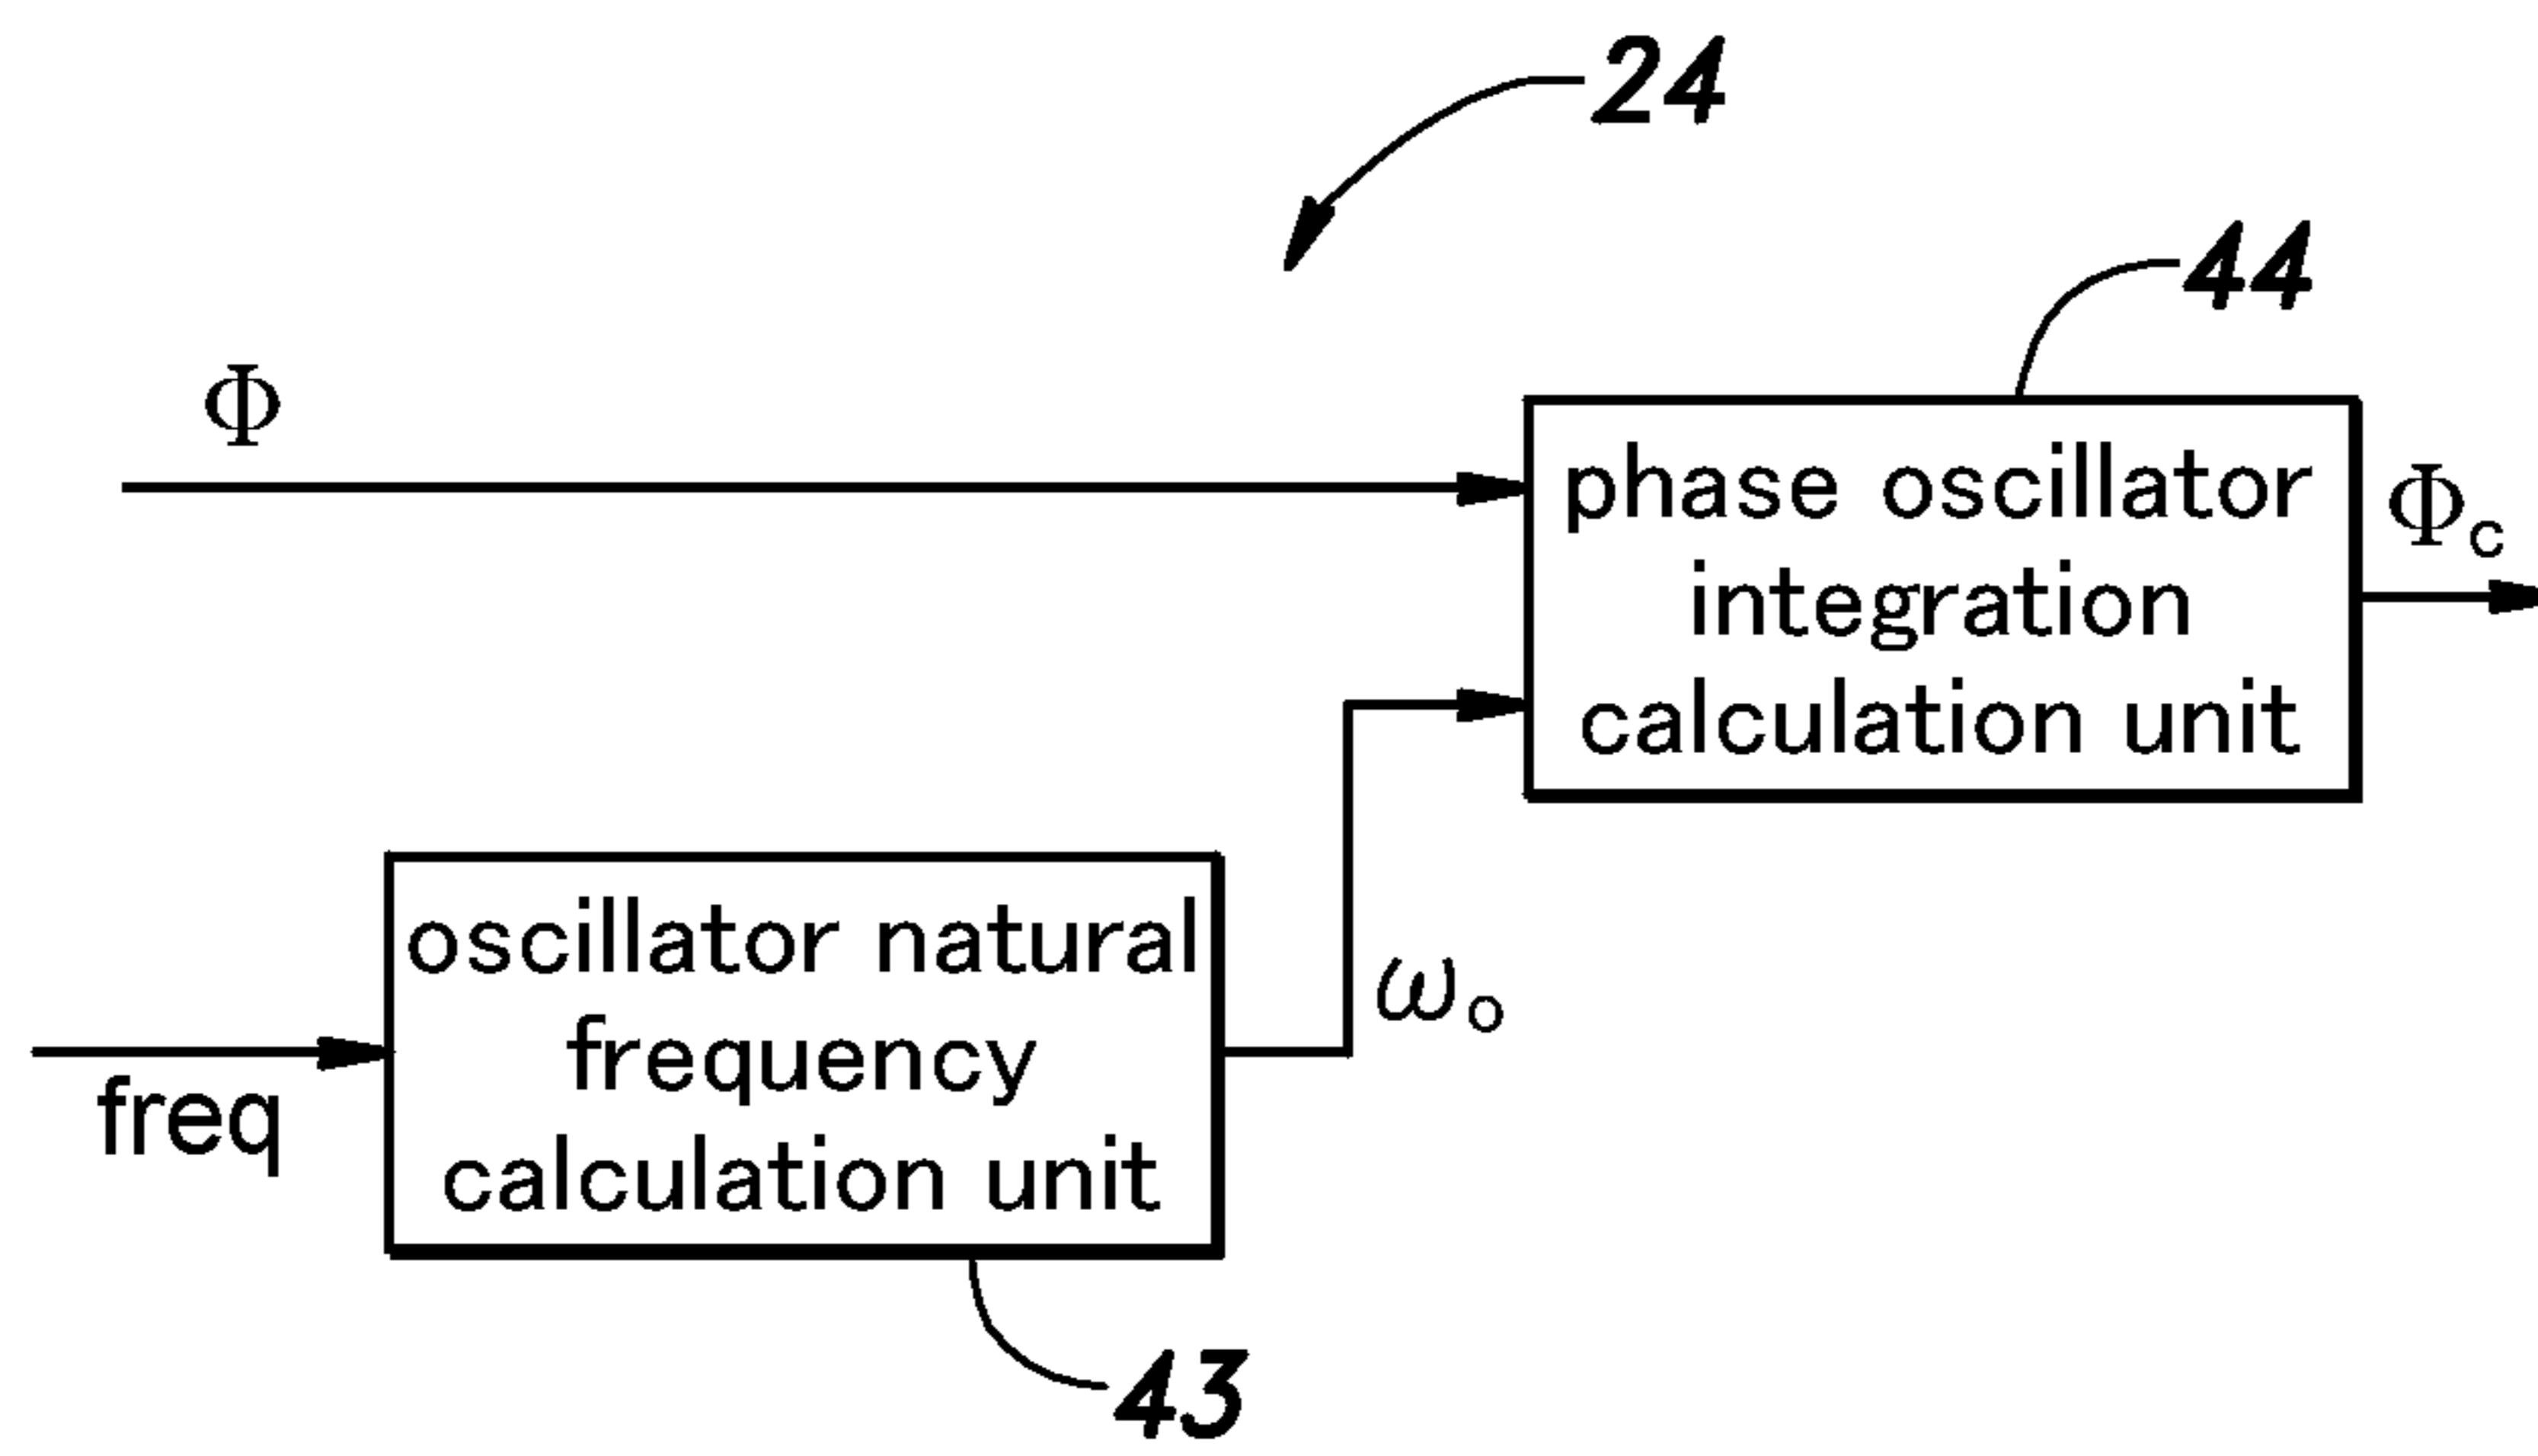 24
44
Φ
phase oscillator
integration
calculation unit
Φc
oscillator natural
frequency
calculation unit
ωo
freq
43